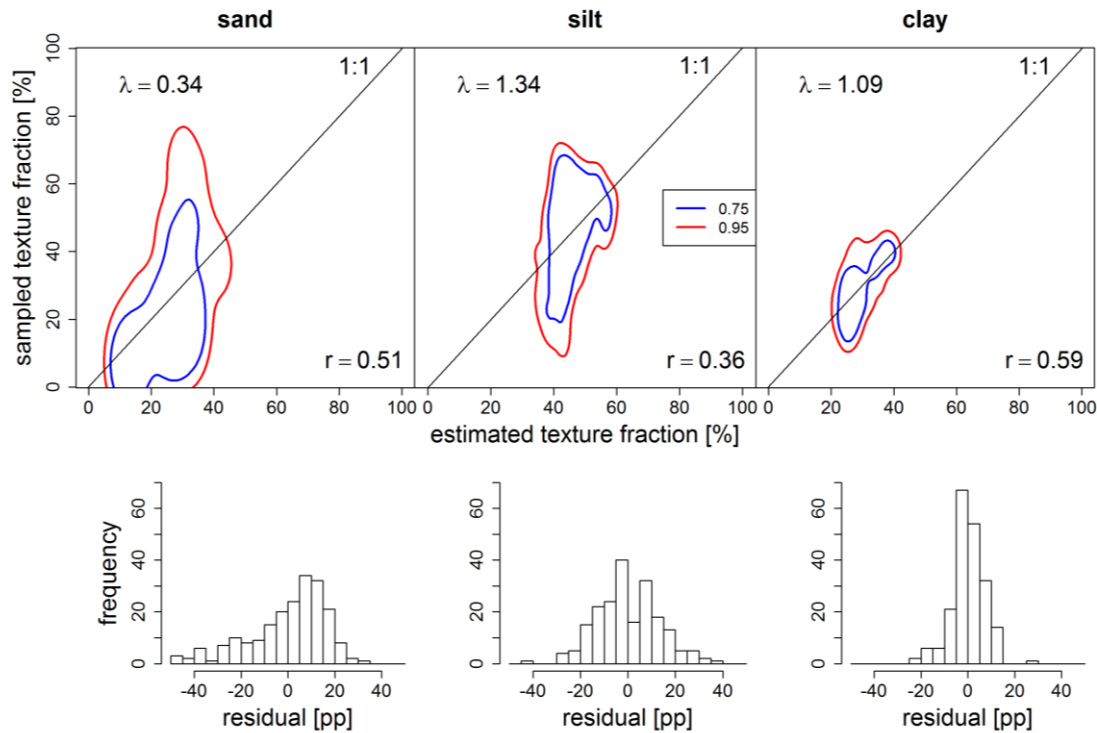 sand silt clay
λ = 0.34 1:1 λ = 1.34 1:1 λ = 1.09 1:1
0.75
0.95
r = 0.51 r = 0.36 r = 0.59
sampled texture fraction [%]
0 20 40 60 80 100
0 20 40 60 80 100 0 20 40 60 80 100 0 20 40 60 80 100
estimated texture fraction [%]
frequency
0 20 40 60 0 20 40 60 0 20 40 60
-40 -20 0 20 40 -40 -20 0 20 40 -40 -20 0 20 40
residual [pp] residual [pp] residual [pp]